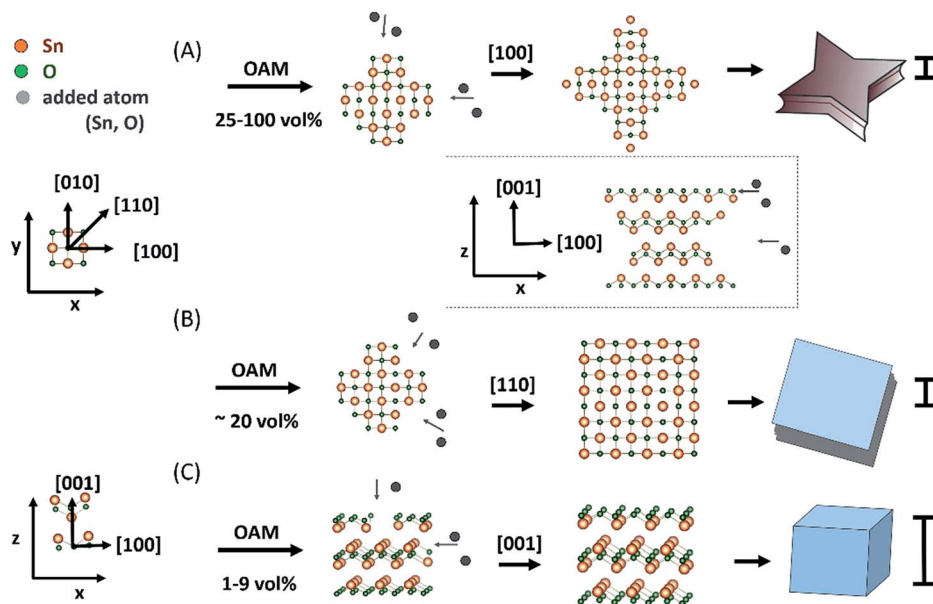 Sn
O
added atom
(Sn, O)
(A)
OAM
25-100 vol%
[100]
[010]
[110]
[100]
y
x
[001]
[100]
z
x
(B)
OAM
~ 20 vol%
[110]
(C)
[001]
[100]
z
x
OAM
1-9 vol%
[001]